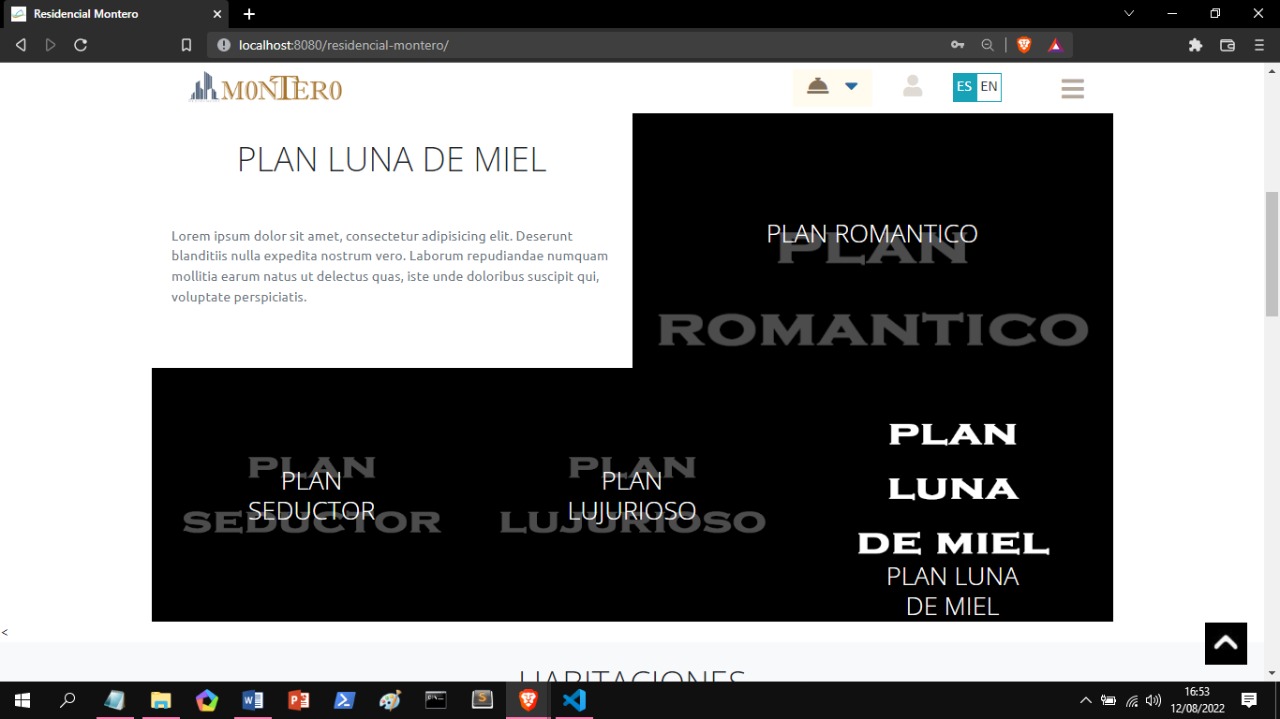 Residencial Montero
localhost:8080/residencial-montero/
M0NTER0
ES EN
PLAN LUNA DE MIEL
Lorem ipsum dolor sit amet, consectetur adipisicing elit. Deserunt
blanditiis nulla expedita nostrum vero. Laborum repudiandae numquam
mollitia earum natus ut delectus quas, iste unde doloribus suscipit qui,
voluptate perspiciatis.
PLAN ROMANTICO
PLAN
ROMANTICO
PLAN
SEDUCTOR
PLAN
SEDUCTOR
PLAN
LUJURIOSO
PLAN
LUJURIOSO
PLAN
LUNA
DE MIEL
PLAN LUNA
DE MIEL
<
HABITACIONES
16:53
12/08/2022